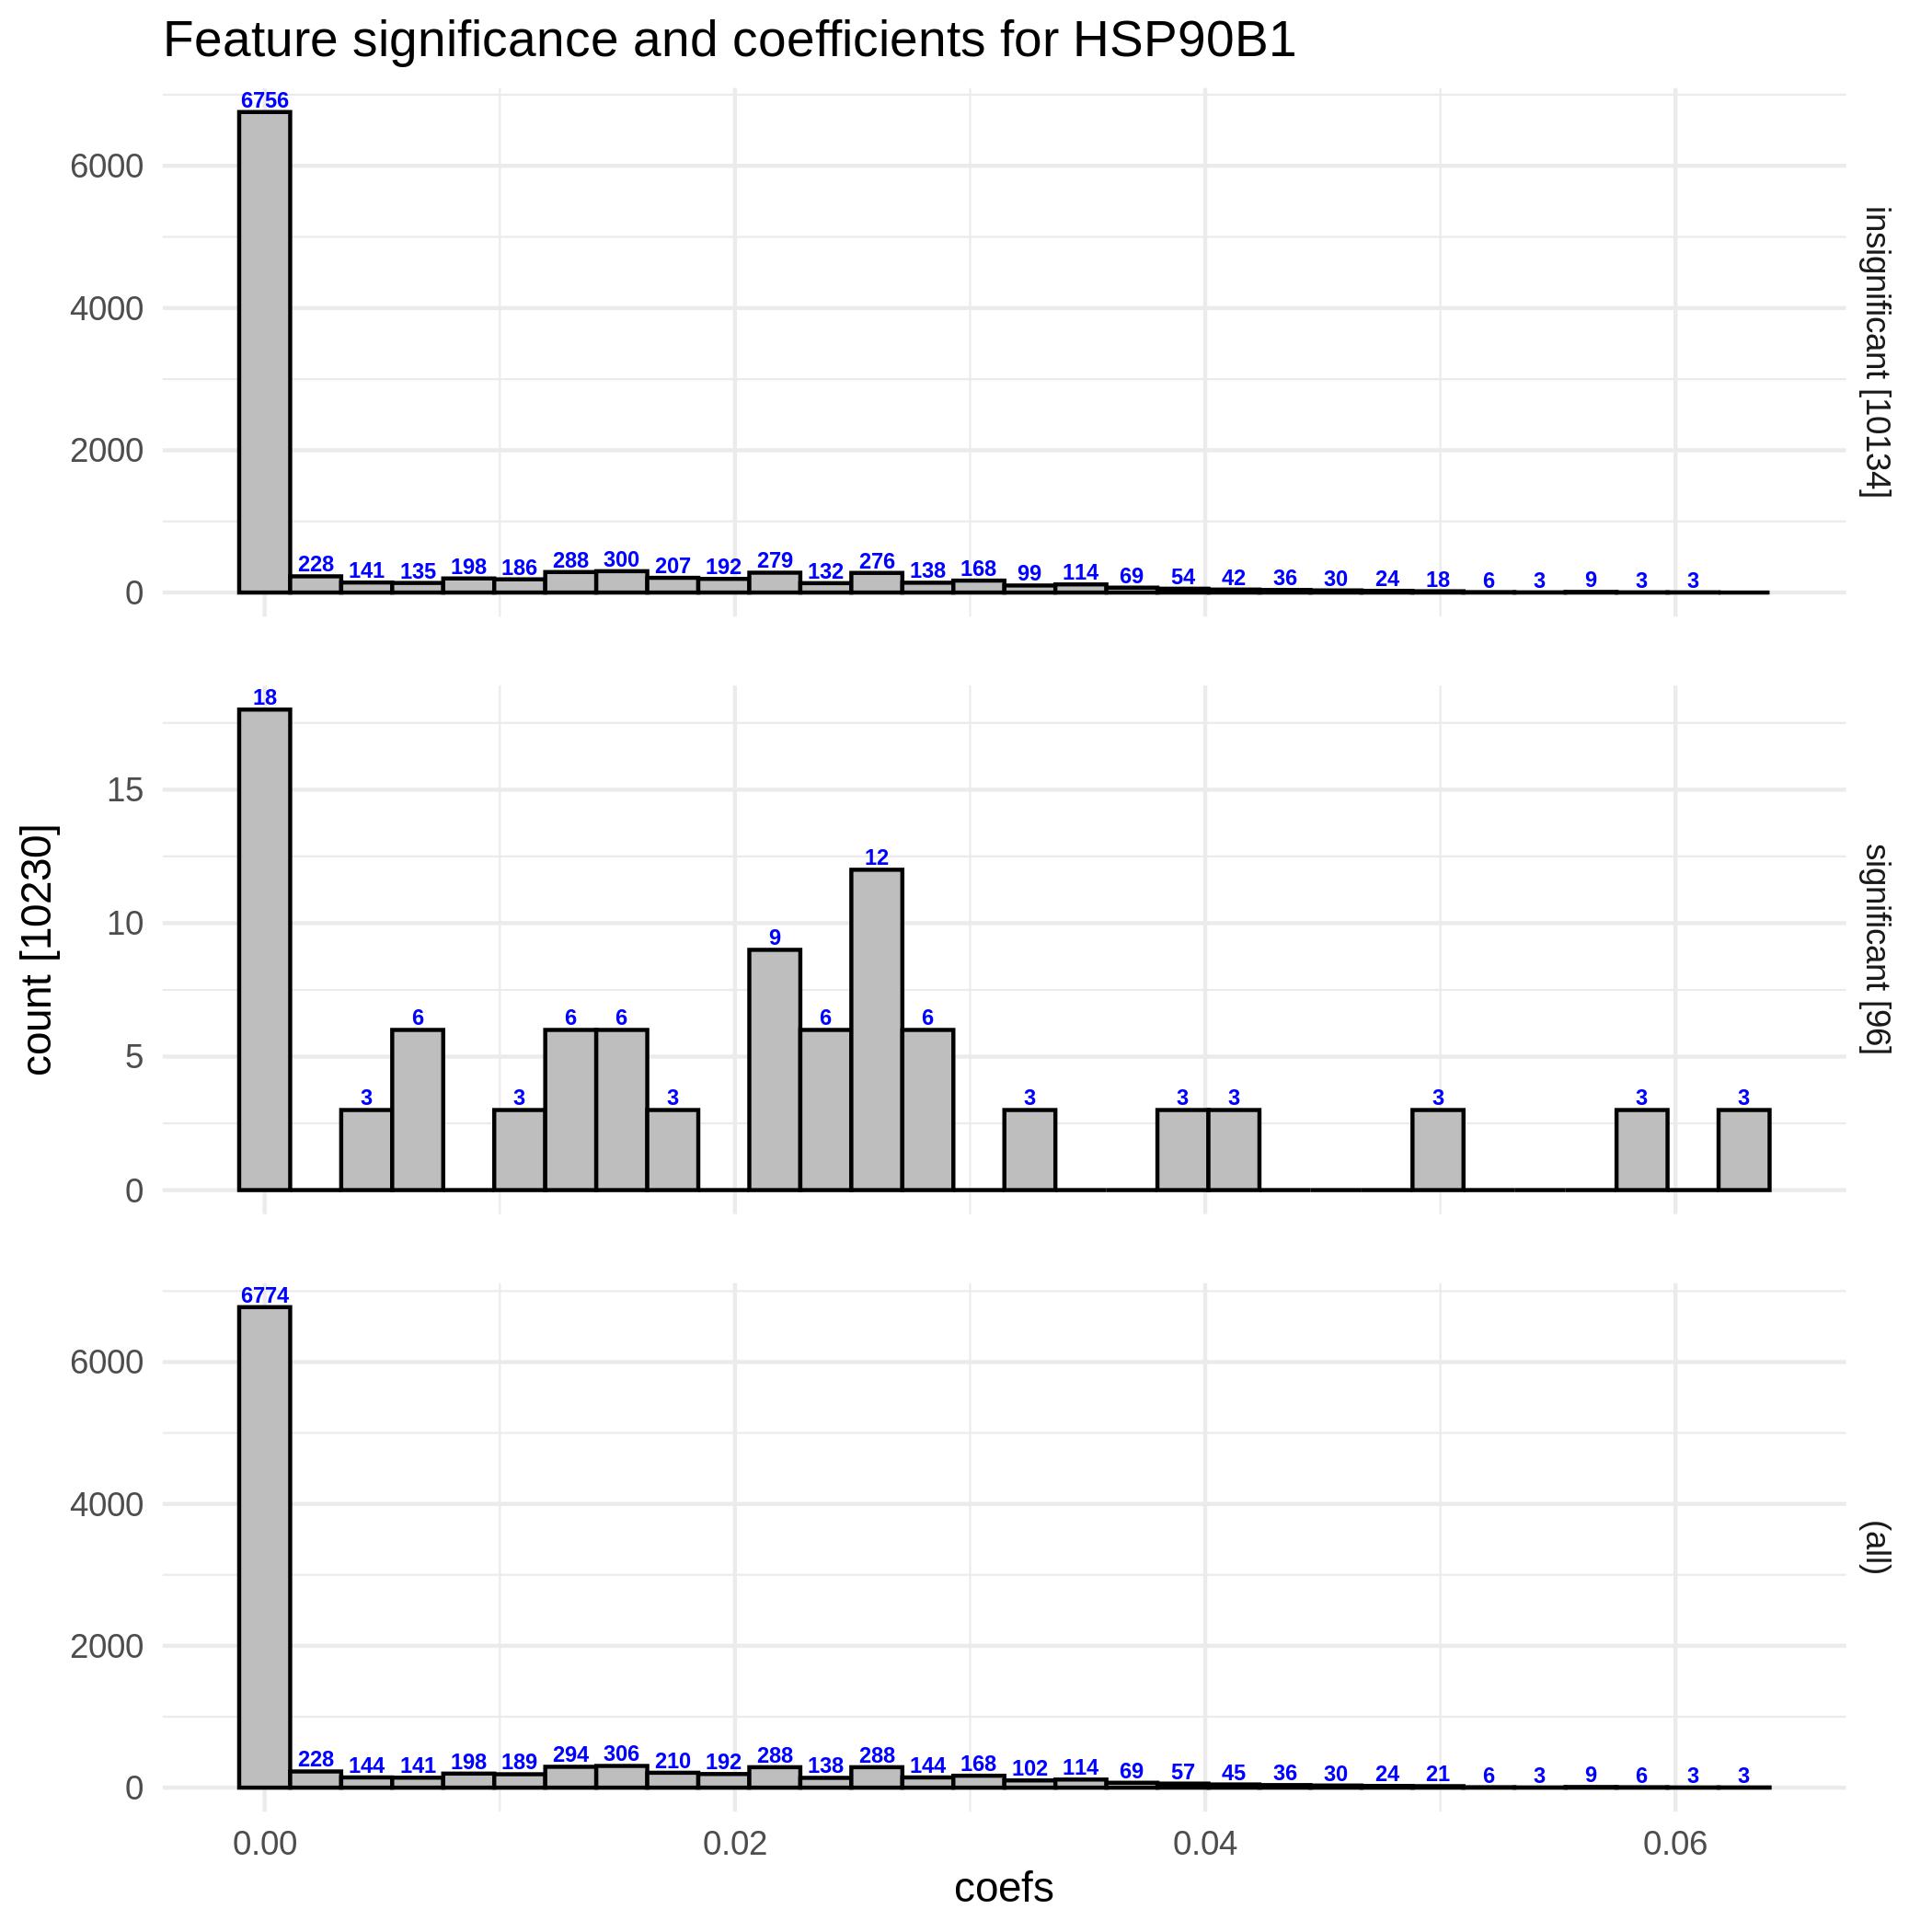 Feature significance and coefficients for HSP90B1
6756
228 141 135 198 186 288 300 207 192 279 132 276 138 168 99 114 69 54 42 36 30 24 18 6 3 9 3 3
6000
4000
2000
0
insignificant [10134]
18
3 6 3 6 6 3 9 6 12 6 3 3 3 3 3 3
15
10
5
0
significant [96]
count [10230]
6774
228 144 141 198 189 294 306 210 192 288 138 288 144 168 102 114 69 57 45 36 30 24 21 6 3 9 6 3 3
6000
4000
2000
0
(all)
0.00 0.02 0.04 0.06
coefs